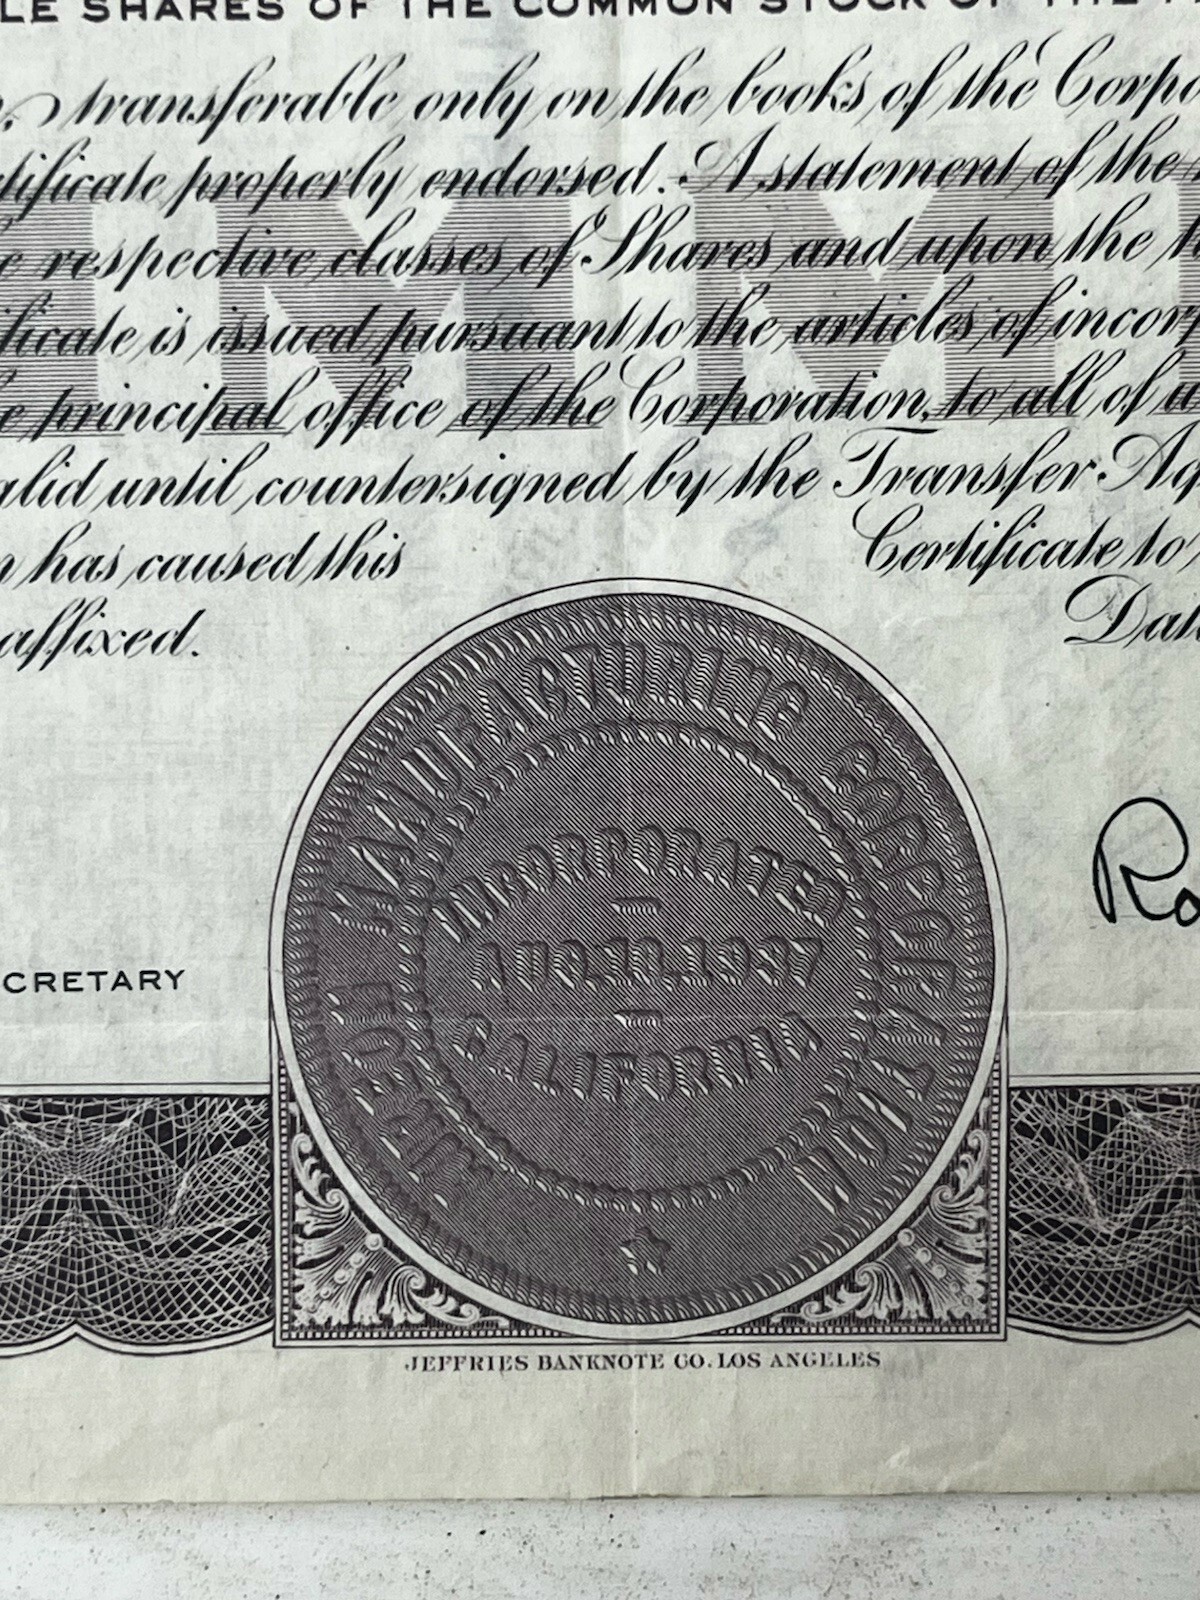 LE SHARES OF THE COMMON STOCK OF THE
transferable only on the books of the Corpo
tificate properly endorsed. A statement of the
e respective classes of Shares and upon the
ificate is issued pursuant to the articles of incorp
e principal office of the Corporation, to all of w
alid until countersigned by the Transfer Ag
n has caused this Certificate to
affixed. Dat
MANUFACTURING CORPORATION
INCORPORATED
AUG.
CALIFORNIA
Ro
CRETARY
JEFFRIES BANKNOTE CO. LOS ANGELES